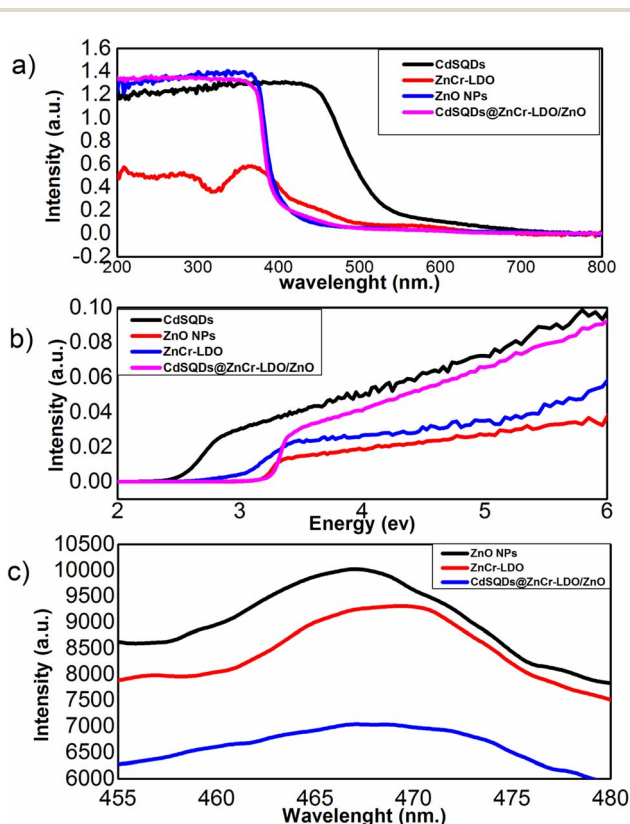 a)
Intensity (a.u.)
1.6
1.4
1.2
1.0
0.8
0.6
0.4
0.2
0.0
-0.2
CdSQDs
ZnCr-LDO
ZnO NPs
CdSQDs@ZnCr-LDO/ZnO
200 300 400 500 600 700 800
wavelenght (nm.)
b)
Intensity (a.u.)
0.10
0.08
0.06
0.04
0.02
0.00
CdSQDs
ZnO NPs
ZnCr-LDO
CdSQDs@ZnCr-LDO/ZnO
2 3 4 5 6
Energy (ev)
c)
Intensity (a.u.)
10500
10000
9500
9000
8500
8000
7500
7000
6500
6000
ZnO NPs
ZnCr-LDO
CdSQDs@ZnCr-LDO/ZnO
455 460 465 470 475 480
Wavelenght (nm.)